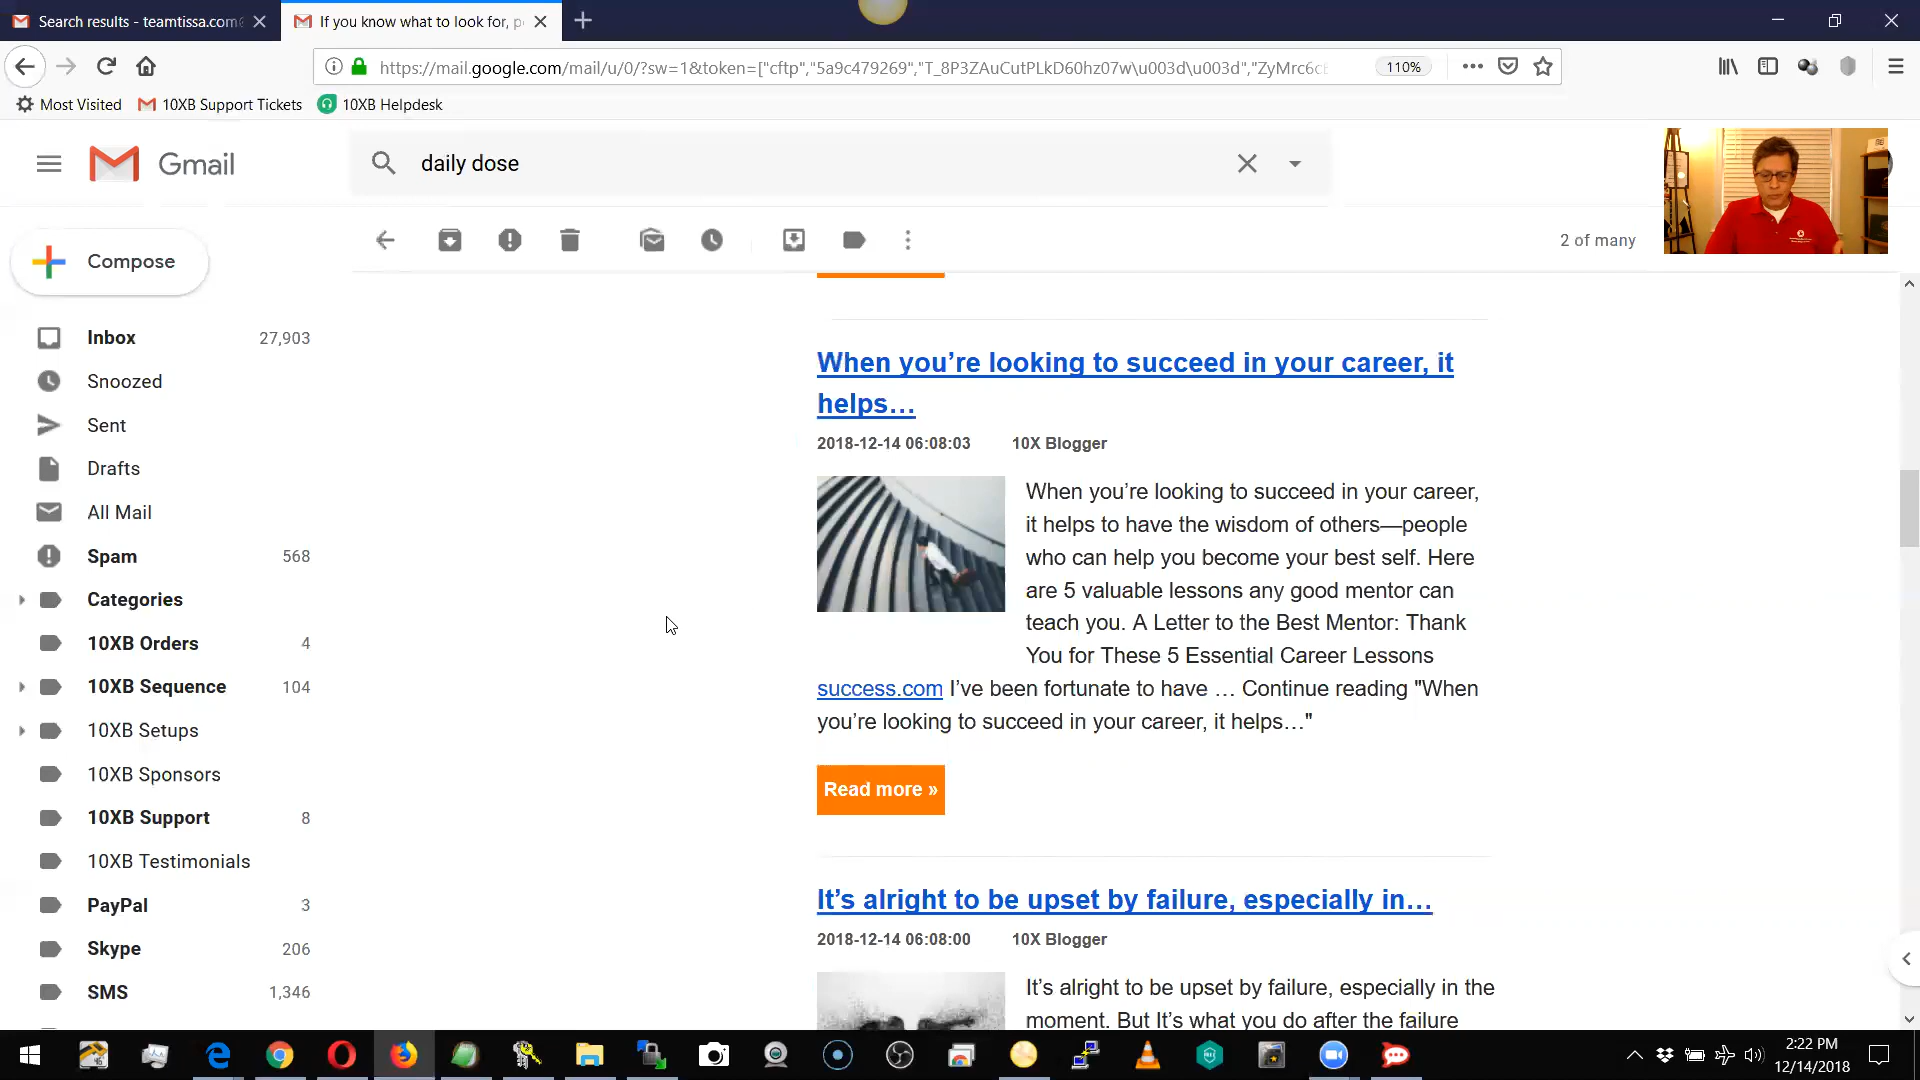 Search results - teamtissa.com@
If you know what to look for, p
https://mail.google.com/mail/u/0/?sw=1&token=["cftp","5a9c479269","T_8P3ZAuCutPLkD60hz07w\u003d\u003d","ZyMrc6cE
110%
Most Visited
10XB Support Tickets
10XB Helpdesk
Gmail
daily dose
Compose
2 of many
Inbox 27,903
Snoozed
Sent
Drafts
All Mail
Spam 568
Categories
10XB Orders 4
10XB Sequence 104
10XB Setups
10XB Sponsors
10XB Support 8
10XB Testimonials
PayPal 3
Skype 206
SMS 1,346
When you’re looking to succeed in your career, it
helps…
2018-12-14 06:08:03 10X Blogger
When you’re looking to succeed in your career,
it helps to have the wisdom of others—people
who can help you become your best self. Here
are 5 valuable lessons any good mentor can
teach you. A Letter to the Best Mentor: Thank
You for These 5 Essential Career Lessons
success.com I’ve been fortunate to have … Continue reading "When
you’re looking to succeed in your career, it helps…"
Read more »
It’s alright to be upset by failure, especially in…
2018-12-14 06:08:00 10X Blogger
It’s alright to be upset by failure, especially in the
moment. But It’s what you do after the failure
2:22 PM
12/14/2018